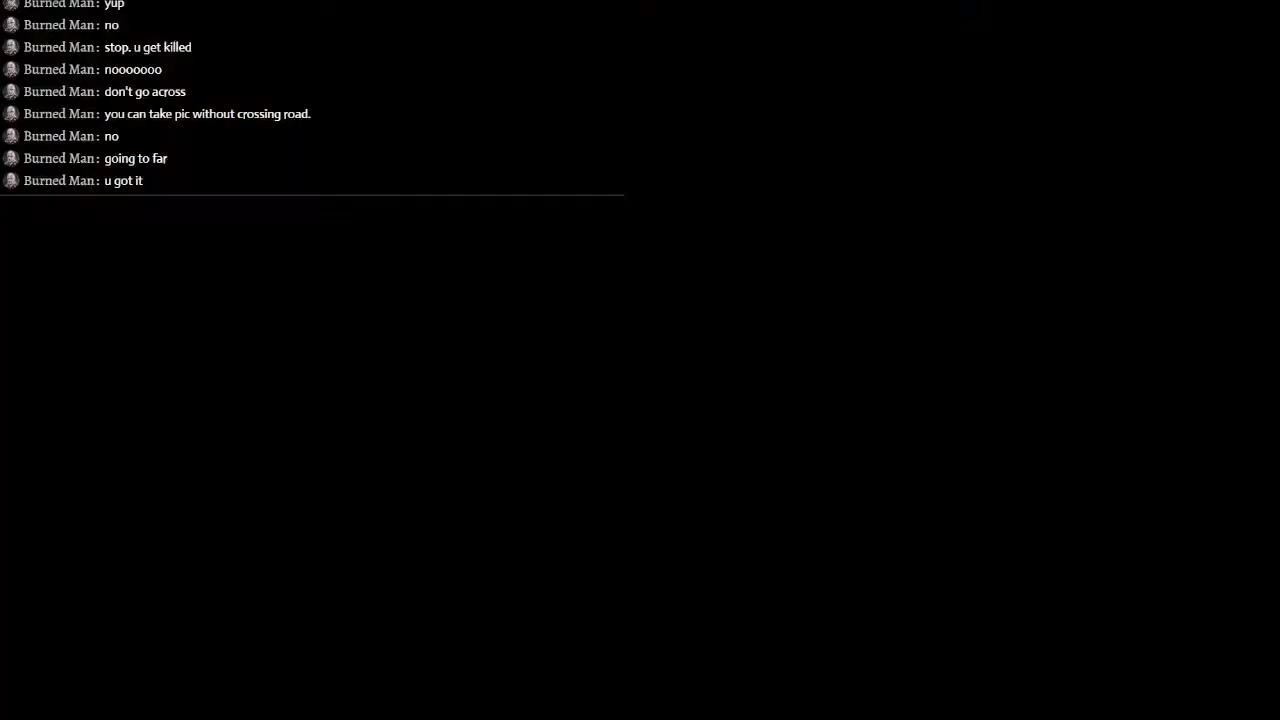 Burned Man: yup
Burned Man: no
Burned Man: stop. u get killed
Burned Man: nooooooo
Burned Man: don't go across
Burned Man: you can take pic without crossing road.
Burned Man: no
Burned Man: going to far
Burned Man: u got it